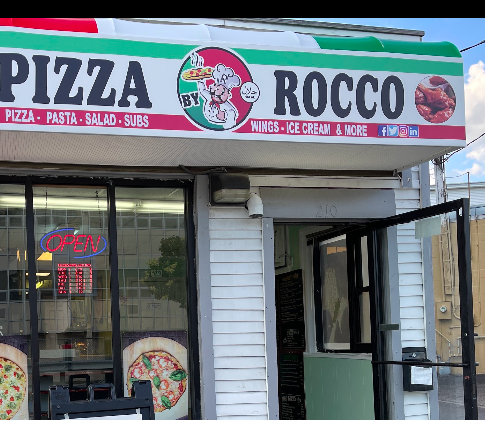 PIZZA BY ROCCO
PIZZA - PASTA - SALAD - SUBS
WINGS - ICE CREAM & MORE
OPEN
210